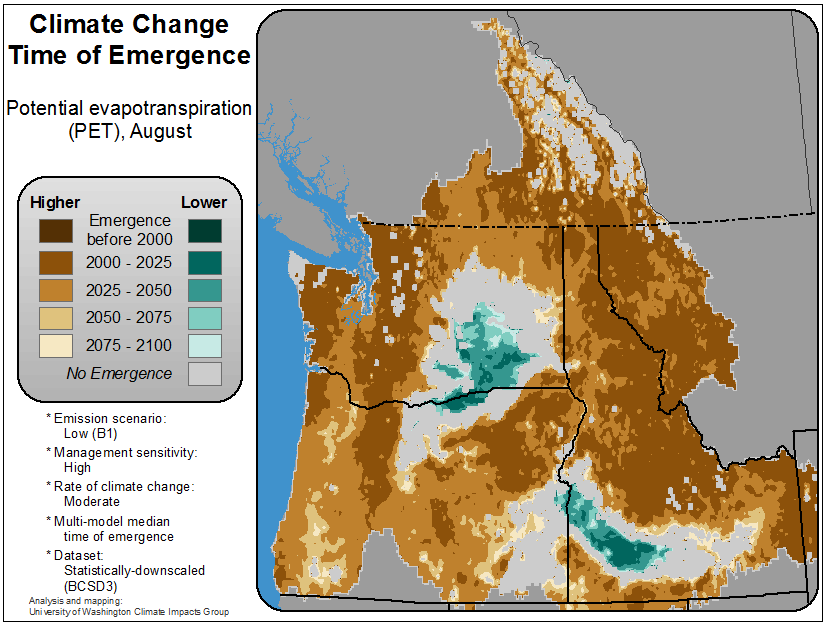 Climate Change
Time of Emergence
Potential evapotranspiration
(PET), August
Higher
Lower
Emergence
before 2000
2000 - 2025
2025 - 2050
2050 - 2075
2075 - 2100
No Emergence
* Emission scenario:
Low (B1)
* Management sensitivity:
High
* Rate of climate change:
Moderate
* Multi-model median
time of emergence
* Dataset:
Statistically-downscaled
(BCSD3)
Analysis and mapping:
University of Washington Climate Impacts Group